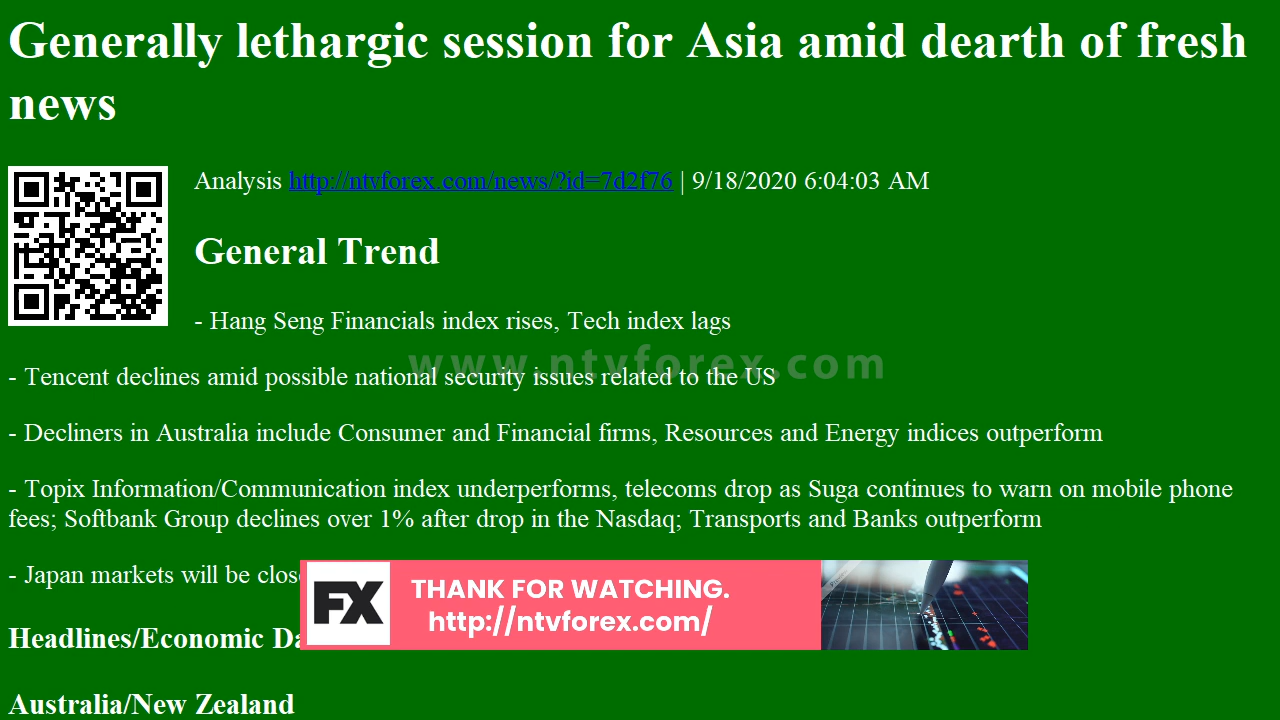 Generally lethargic session for Asia amid dearth of fresh
news
Analysis http://ntvforex.com/news/?id=7d2f76 | 9/18/2020 6:04:03 AM
General Trend
- Hang Seng Financials index rises, Tech index lags
www.ntvforex.com
- Tencent declines amid possible national security issues related to the US
- Decliners in Australia include Consumer and Financial firms, Resources and Energy indices outperform
- Topix Information/Communication index underperforms, telecoms drop as Suga continues to warn on mobile phone
fees; Softbank Group declines over 1% after drop in the Nasdaq; Transports and Banks outperform
- Japan markets will be
FX
THANK FOR WATCHING.
http://ntvforex.com/
Headlines/Economic
Australia/New Zealand